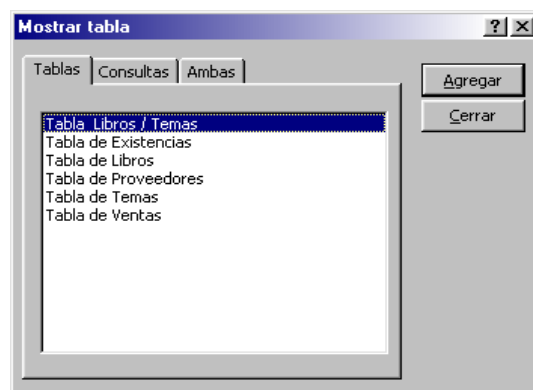 Mostrar tabla
Tablas Consultas Ambas
Agregar
Cerrar
Tabla Libros / Temas
Tabla de Existencias
Tabla de Libros
Tabla de Proveedores
Tabla de Temas
Tabla de Ventas